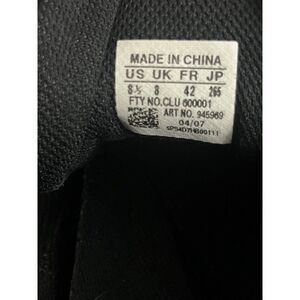 MADE IN CHINA
US UK FR JP
8½ 8 42 265
FTY NO.CLU 600001
ART NO. 945969
04/07